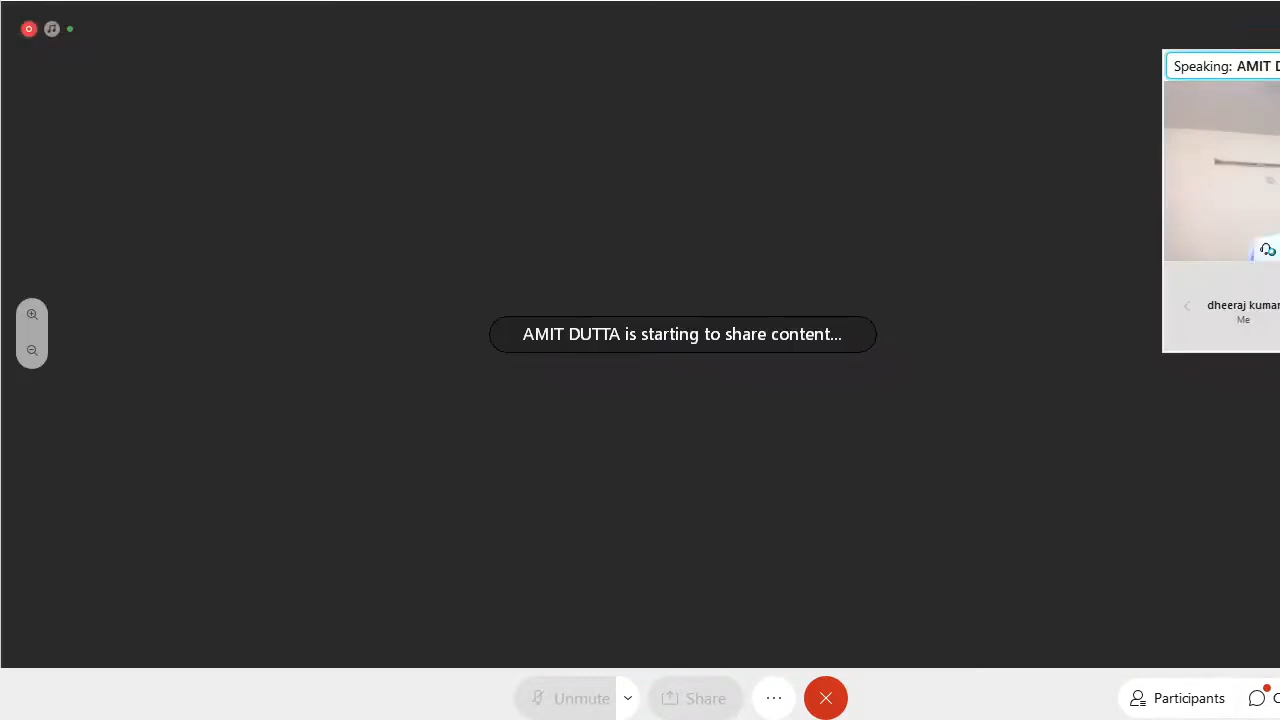 Speaking: AMIT
AMIT DUTTA is starting to share content...
dheeraj kumar
Me
Unmute
Share
Participants